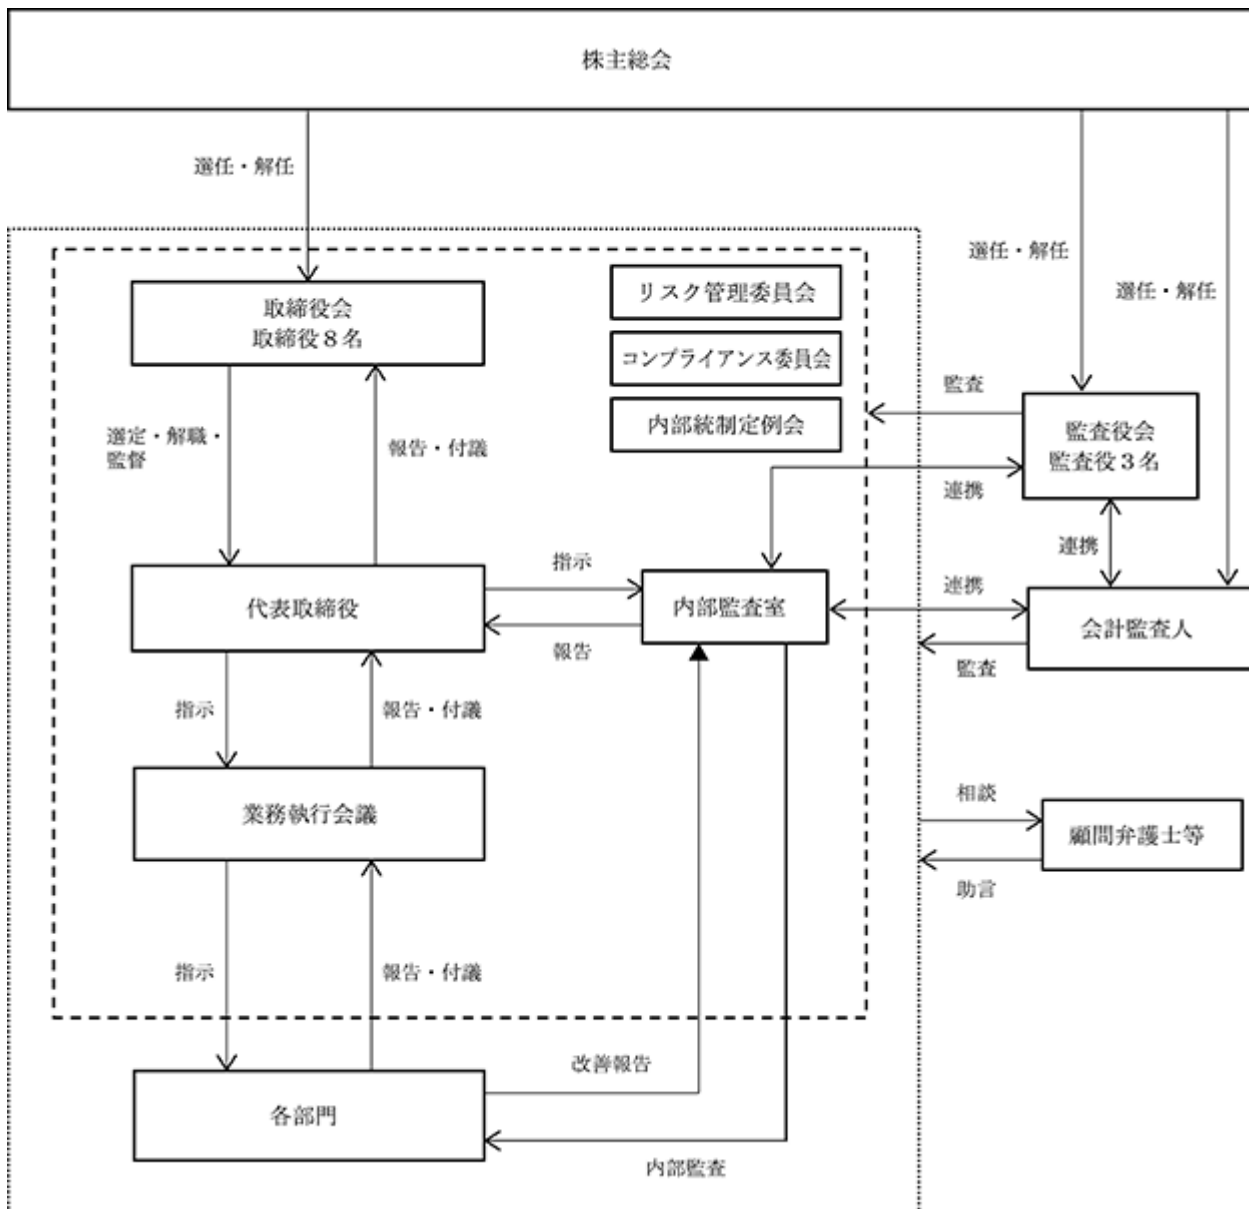 株主総会
選任・解任
選任・解任
選任・解任
取締役会
取締役８名
リスク管理委員会
コンプライアンス委員会
内部統制定例会
監査
監査役会
監査役３名
選定・解職・
監督
報告・付議
連携
連携
指示
代表取締役
内部監査室
連携
会計監査人
報告
監査
指示
報告・付議
業務執行会議
相談
顧問弁護士等
助言
指示
報告・付議
改善報告
各部門
内部監査